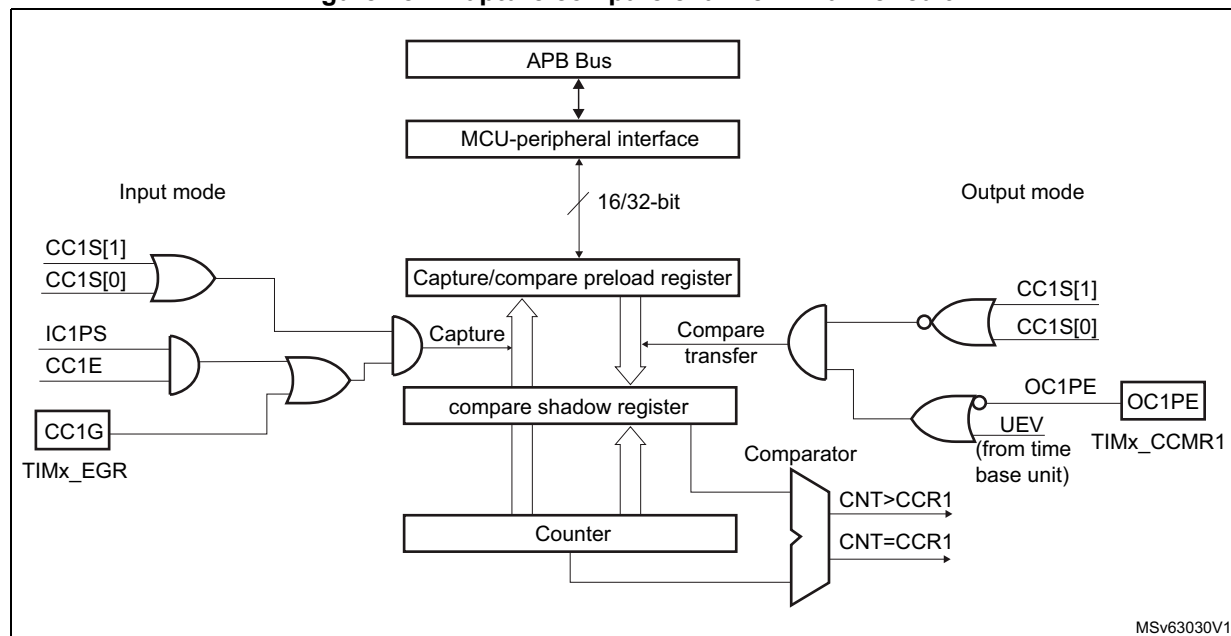 APB Bus
MCU-peripheral interface
16/32-bit
Input mode
Output mode
CC1S[1]
CC1S[0]
IC1PS
CC1E
CC1G
TIMx_EGR
Capture/compare preload register
Capture
Compare
transfer
compare shadow register
Counter
Comparator
CNT>CCR1
CNT=CCR1
CC1S[1]
CC1S[0]
OC1PE
OC1PE
UEV
(from time
base unit)
TIMx_CCMR1
MSv63030V1